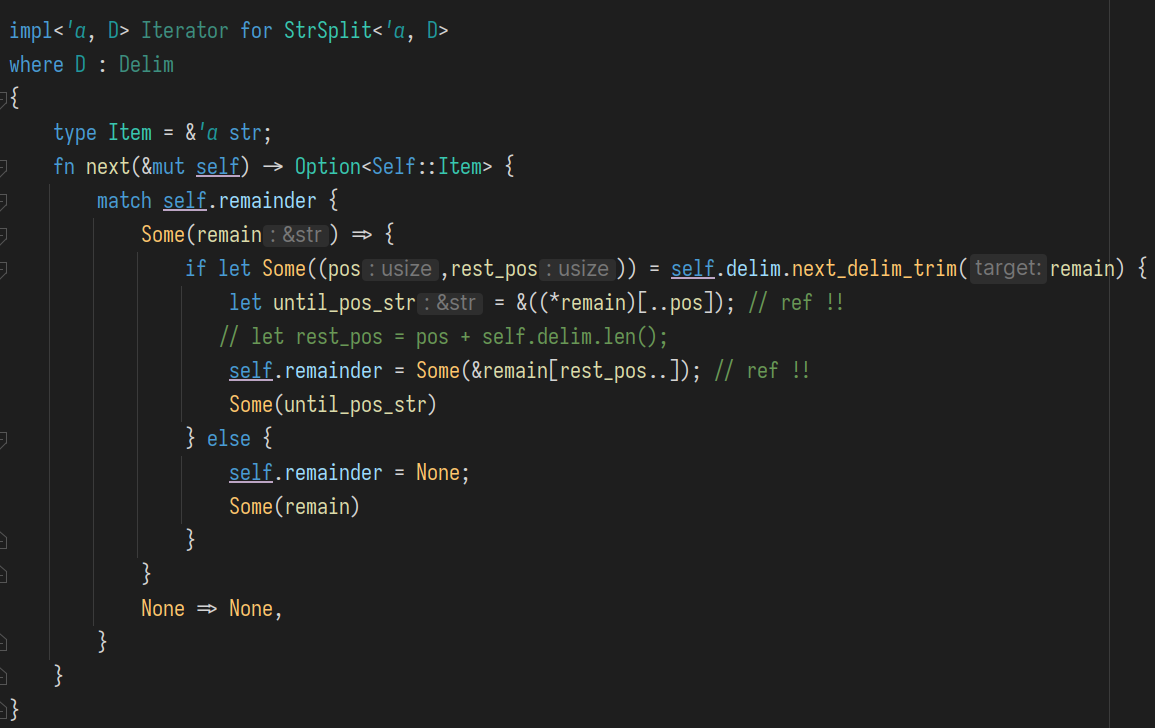 impl<'a, D> Iterator for StrSplit<'a, D>
where D : Delim
{
    type Item = &'a str;
    fn next(&mut self) -> Option<Self::Item> {
        match self.remainder {
            Some(remain: &str) => {
                if let Some((pos: usize,rest_pos: usize)) = self.delim.next_delim_trim(target: remain) {
                    let until_pos_str: &str = &((*remain)[..pos]); // ref !!
                   // let rest_pos = pos + self.delim.len();
                    self.remainder = Some(&remain[rest_pos..]); // ref !!
                    Some(until_pos_str)
                } else {
                    self.remainder = None;
                    Some(remain)
                }
            }
            None => None,
        }
    }
}